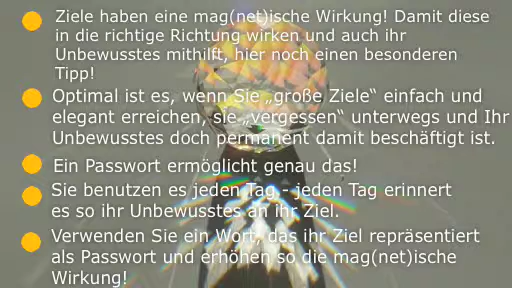 Ziele haben eine mag(net)ische Wirkung! Damit diese
in die richtige Richtung wirken und auch ihr
Unbewusstes mithilft, hier noch einen besonderen
Tipp!
Optimal ist es, wenn Sie „große Ziele“ einfach und
elegant erreichen, sie „vergessen“ unterwegs und Ihr
Unbewusstes doch permanent damit beschäftigt ist.
Ein Passwort ermöglicht genau das!
Sie benutzen es jeden Tag - jeden Tag erinnert
es so ihr Unbewusstes an ihr Ziel.
Verwenden Sie ein Wort, das ihr Ziel repräsentiert
als Passwort und erhöhen so die mag(net)ische
Wirkung!